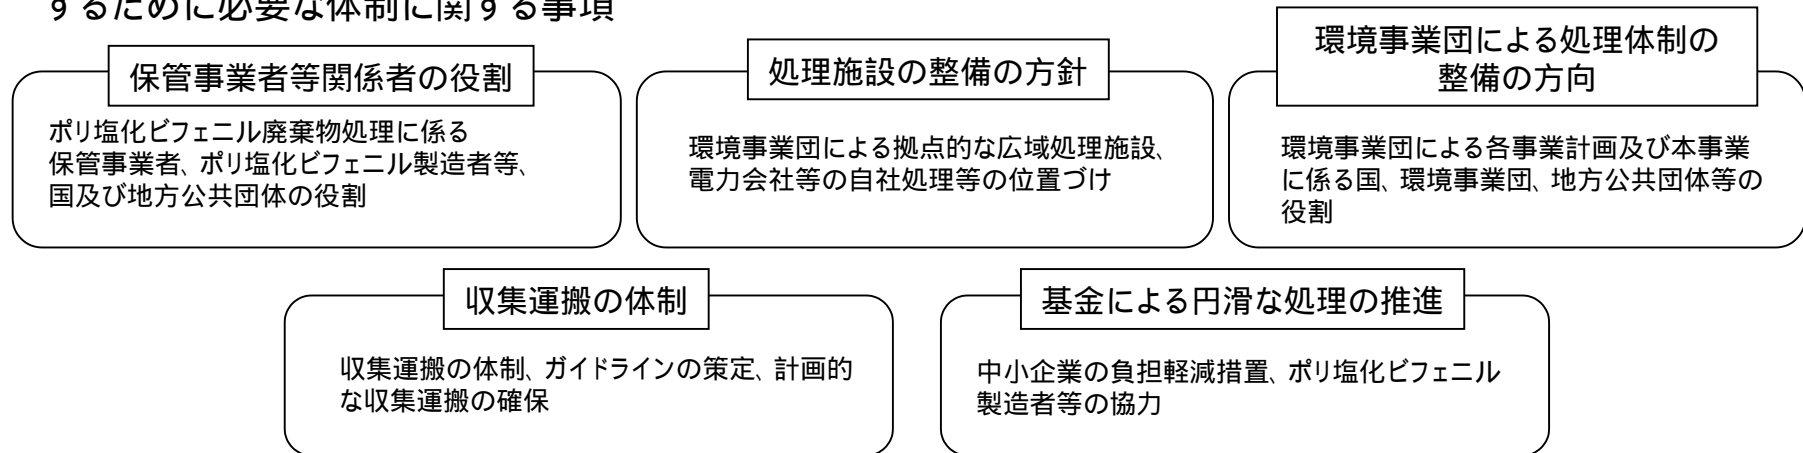 するために必要な体制に関する事項
保管事業者等関係者の役割
ポリ塩化ビフェニル廃棄物処理に係る
保管事業者、ポリ塩化ビフェニル製造者等、
国及び地方公共団体の役割
処理施設の整備の方針
環境事業団による拠点的な広域処理施設、
電力会社等の自社処理等の位置づけ
環境事業団による処理体制の
整備の方向
環境事業団による各事業計画及び本事業
に係る国、環境事業団、地方公共団体等の
役割
収集運搬の体制
収集運搬の体制、ガイドラインの策定、計画的
な収集運搬の確保
基金による円滑な処理の推進
中小企業の負担軽減措置、ポリ塩化ビフェニル
製造者等の協力